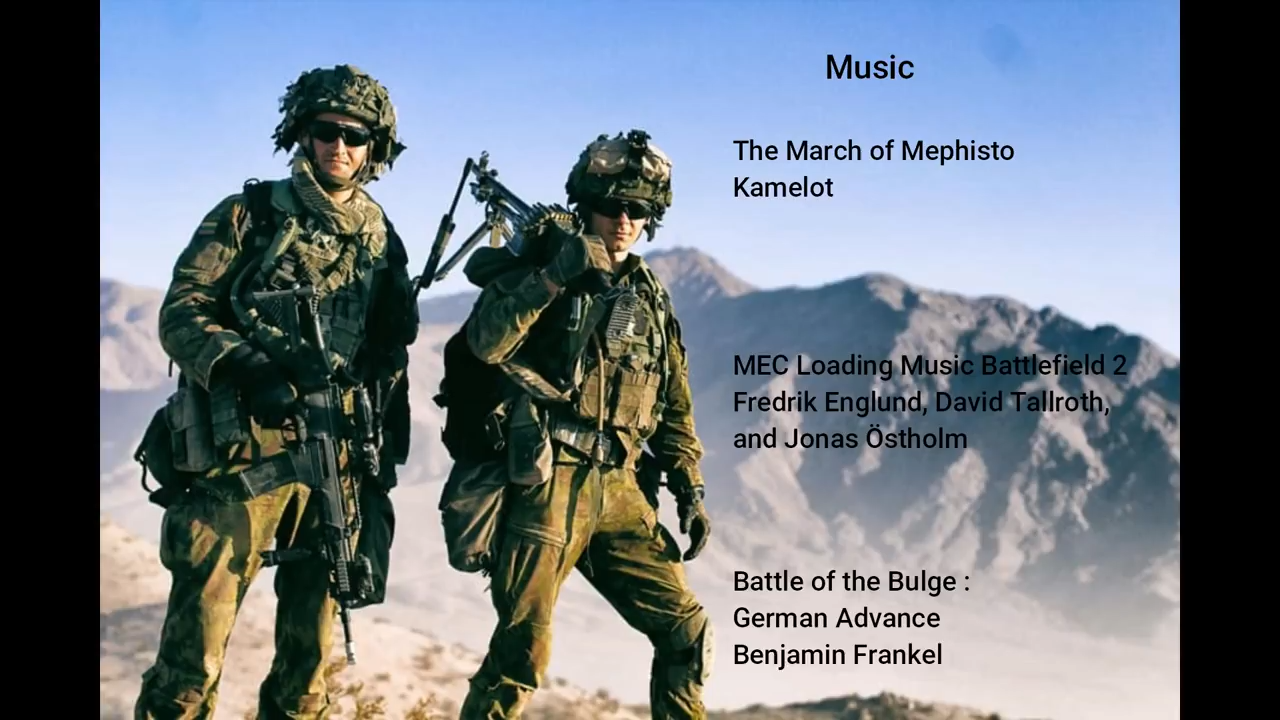 Music
The March of Mephisto
Kamelot
MEC Loading Music Battlefield 2
Fredrik Englund, David Tallroth,
and Jonas Östholm
Battle of the Bulge :
German Advance
Benjamin Frankel